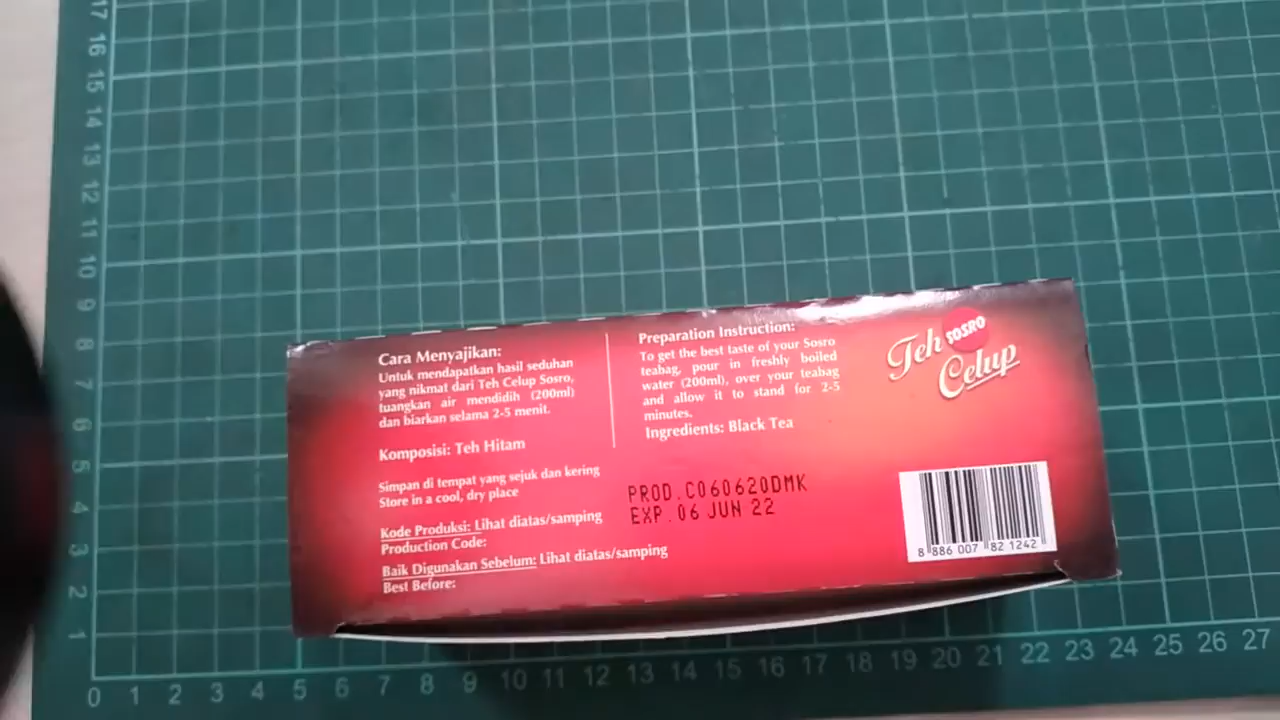 17
16
15
14
13
12
11
10
9
8
7
6
5
4
3
2
1
Cara Menyajikan:
Untuk mendapatkan hasil seduhan
yang nikmat dari Teh Celup Sosro,
tuangkan air mendidih (200ml)
dan biarkan selama 2-5 menit.
Komposisi: Teh Hitam
Simpan di tempat yang sejuk dan kering
Store in a cool, dry place
Kode Produksi: Lihat diatas/samping
Production Code:
Baik Digunakan Sebelum: Lihat diatas/samping
Best Before:
Preparation Instruction:
To get the best taste of your Sosro
teabag, pour in freshly boiled
water (200ml), over your teabag
and allow it to stand for 2-5
minutes.
Ingredients: Black Tea
PROD.C060620DMK
EXP.06 JUN 22
Teh SOSRO
Celup
8 886 007 82 1242
0 1 2 3 4 5 6 7 8 9 10 11 12 13 14 15 16 17 18 19 20 21 22 23 24 25 26 27